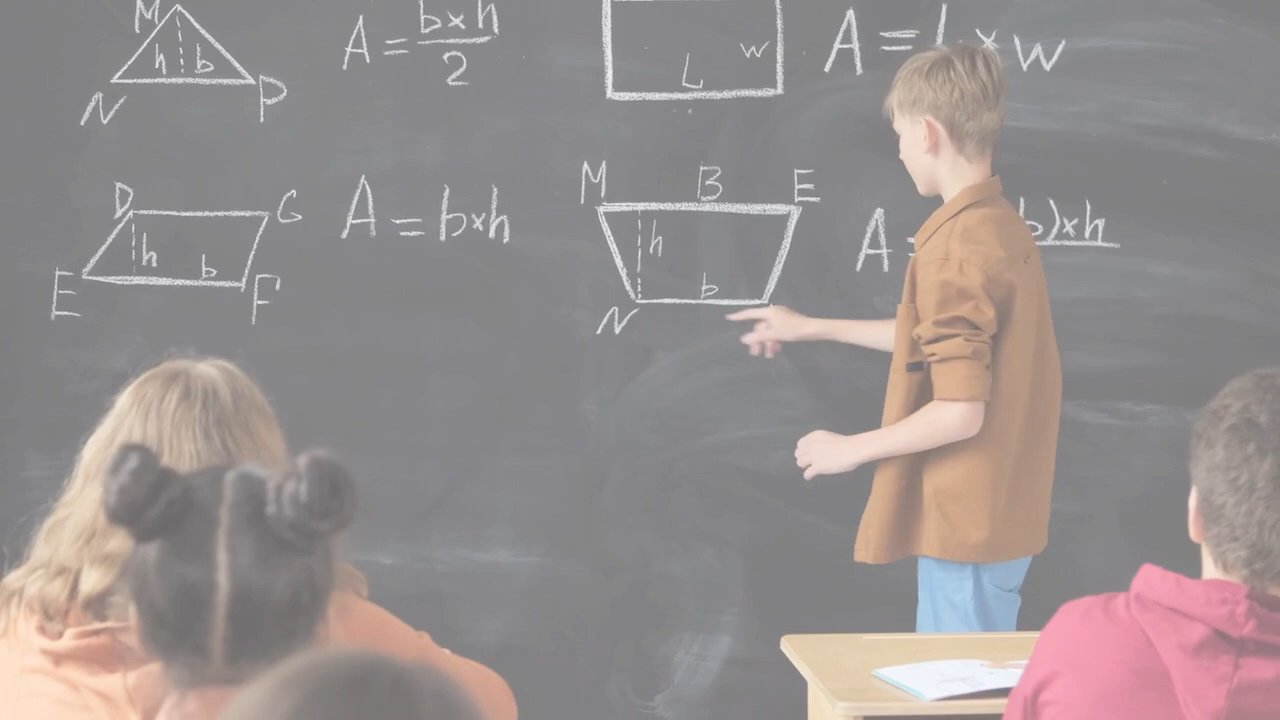 M
h b
N P
A = b×h
2
W
L
A = L × W
D G
h b
E F
A = b×h
M B E
h
b
N
A = b)×h